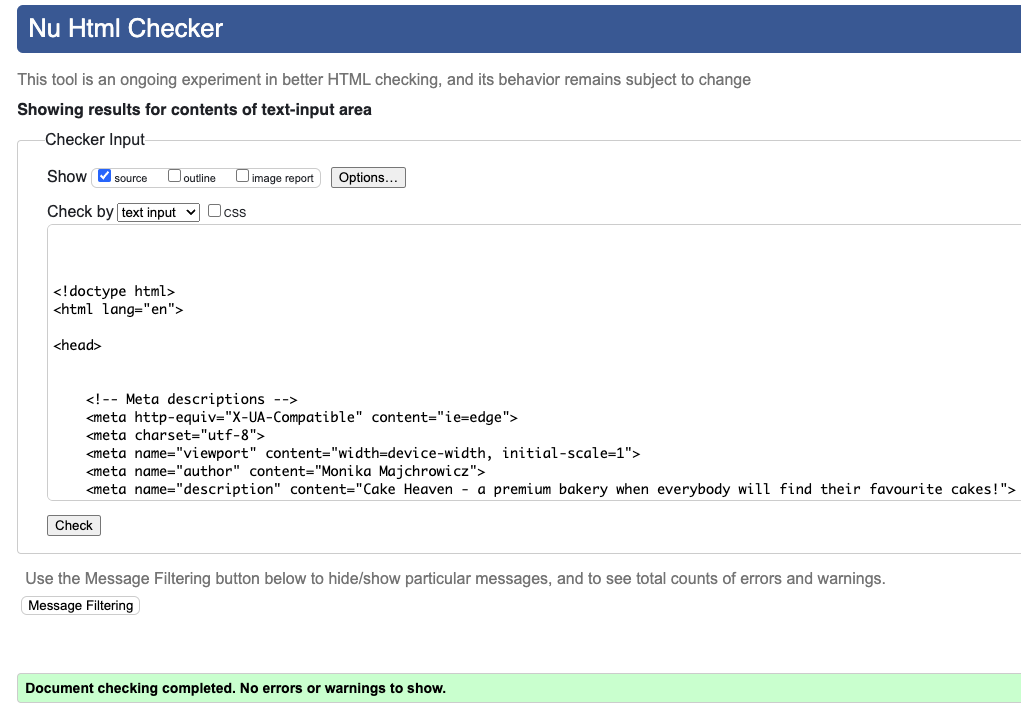 Nu Html Checker
This tool is an ongoing experiment in better HTML checking, and its behavior remains subject to change
Showing results for contents of text-input area
Checker Input
Show source outline image report Options...
Check by text input css
<!doctype html>
<html lang="en">
<head>
<!-- Meta descriptions -->
<meta http-equiv="X-UA-Compatible" content="ie=edge">
<meta charset="utf-8">
<meta name="viewport" content="width=device-width, initial-scale=1">
<meta name="author" content="Monika Majchrowicz">
<meta name="description" content="Cake Heaven - a premium bakery when everybody will find their favourite cakes!">
Check
Use the Message Filtering button below to hide/show particular messages, and to see total counts of errors and warnings.
Message Filtering
Document checking completed. No errors or warnings to show.